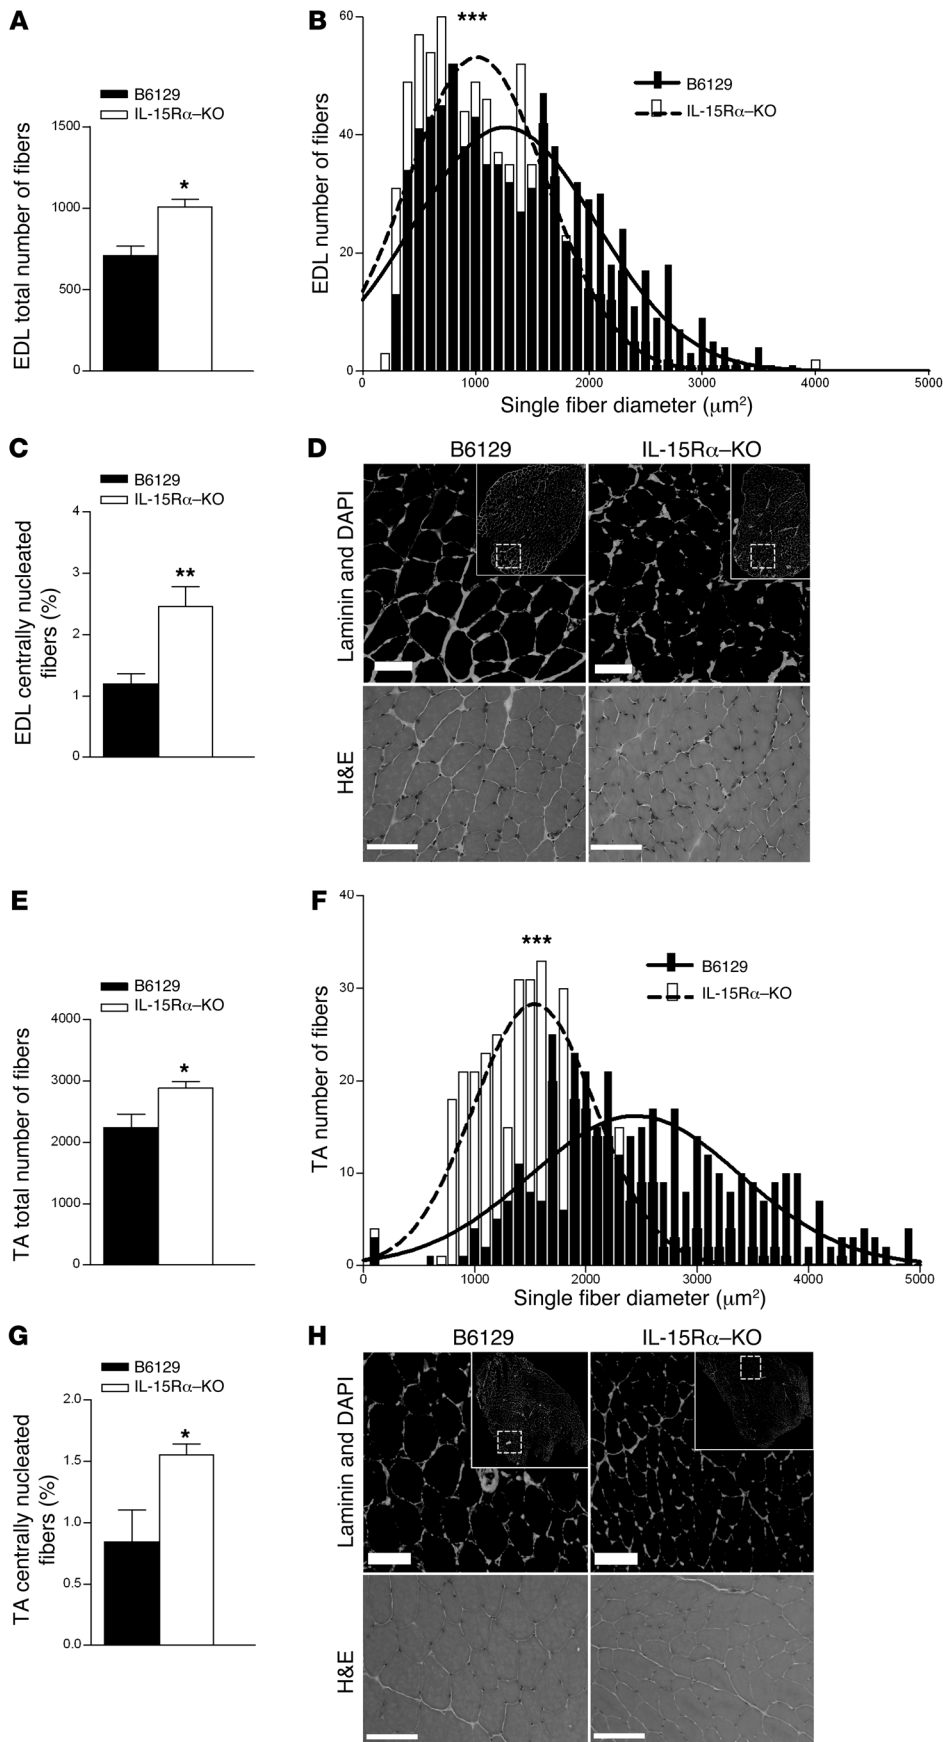 A
B6129
IL-15Rα–KO
EDL total number of fibers
1500
1000
500
0
*
B
EDL number of fibers
60
40
20
0
***
B6129
IL-15Rα–KO
0
1000
2000
3000
4000
5000
Single fiber diameter (μm²)
C
B6129
IL-15Rα–KO
EDL centrally nucleated
fibers (%)
4
3
2
1
0
**
D
B6129
IL-15Rα–KO
Laminin and DAPI
H&E
E
B6129
IL-15Rα–KO
TA total number of fibers
4000
3000
2000
1000
0
*
F
TA number of fibers
40
30
20
10
0
***
B6129
IL-15Rα–KO
0
1000
2000
3000
4000
5000
Single fiber diameter (μm²)
G
B6129
IL-15Rα–KO
TA centrally nucleated
fibers (%)
2.0
1.5
1.0
0.5
0.0
*
H
B6129
IL-15Rα–KO
Laminin and DAPI
H&E